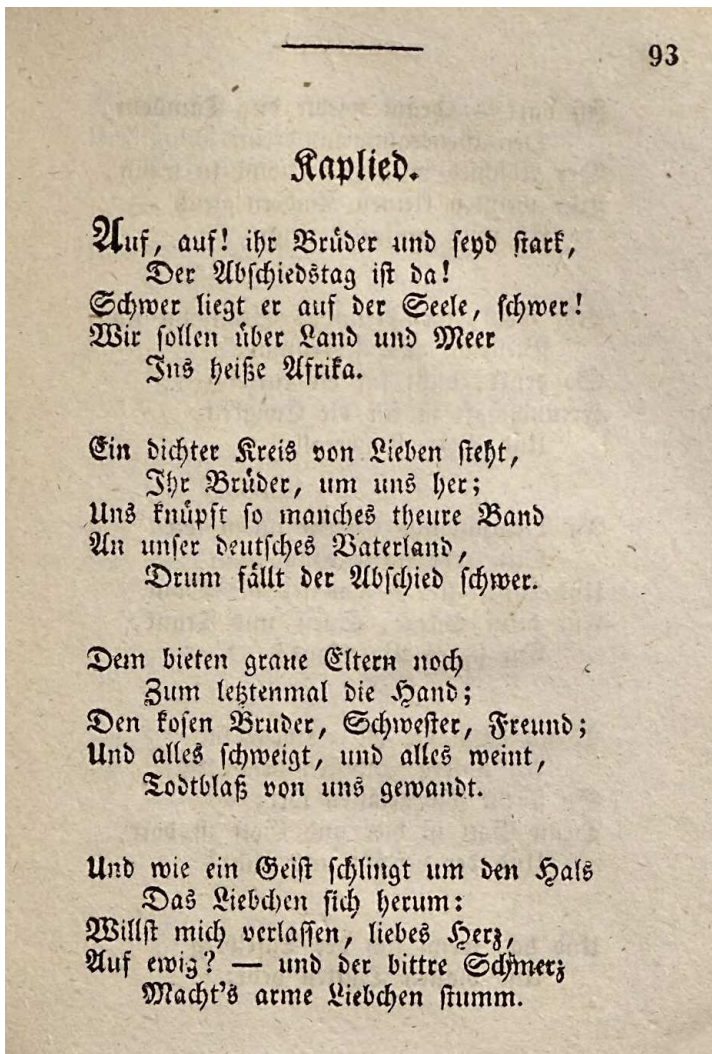 93
Kaplied.
Auf, auf! ihr Brüder und seyd stark,
Der Abschiedstag ist da!
Schwer liegt er auf der Seele, schwer!
Wir sollen über Land und Meer
Ins heiße Afrika.
Ein dichter Kreis von Lieben steht,
Ihr Brüder, um uns her;
Uns knüpft so manches theure Band
An unser deutsches Vaterland,
Drum fällt der Abschied schwer.
Dem bieten graue Eltern noch
Zum letztenmal die Hand;
Den kosen Bruder, Schwester, Freund;
Und alles schweigt, und alles weint,
Todtblaß von uns gewandt.
Und wie ein Geist schlingt um den Hals
Das Liebchen sich herum:
Willst mich verlassen, liebes Herz,
Auf ewig? — und der bittre Schmerz
Macht's arme Liebchen stumm.